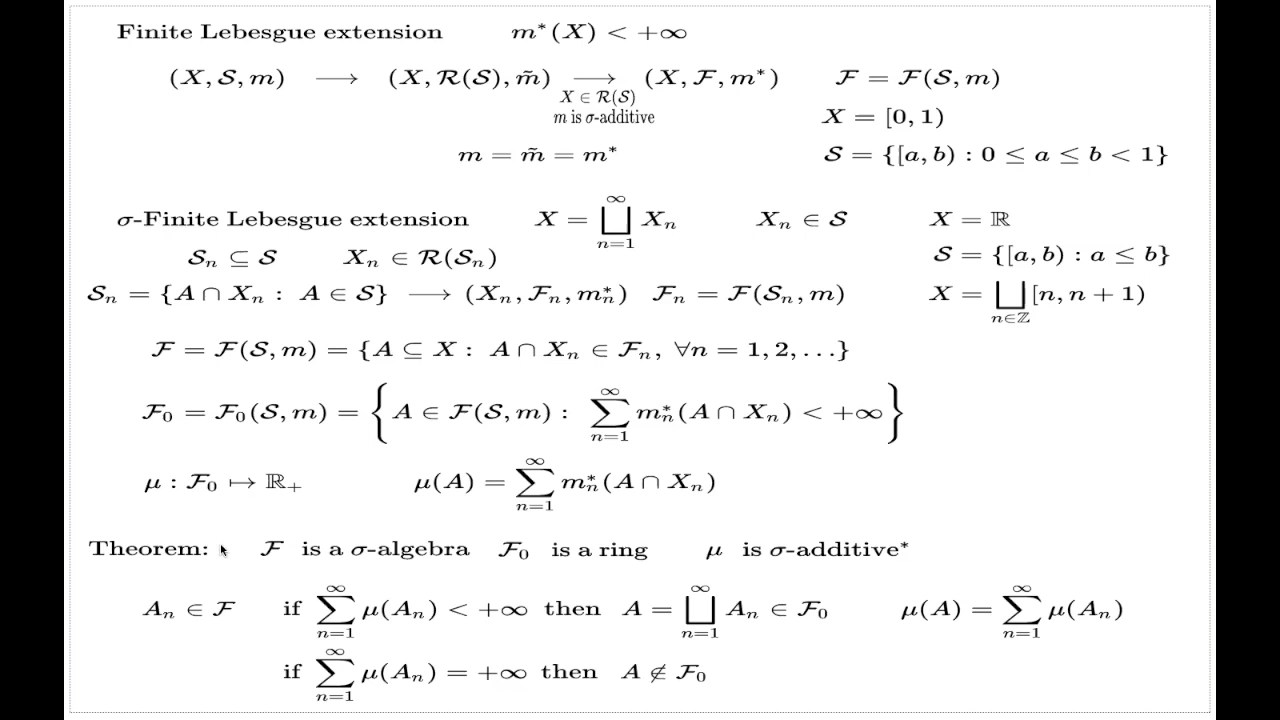 Finite Lebesgue extension m*(X) < +∞
(X, 𝒮, m) ⟶ (X, ℛ(𝒮), m̃) ⟶ (X, ℱ, m*) ℱ = ℱ(𝒮, m)
X ∈ ℛ(𝒮)
m is σ-additive
X = [0, 1)
m = m̃ = m* 𝒮 = {[a, b) : 0 ≤ a ≤ b < 1}
σ-Finite Lebesgue extension X = ⨆_{n=1}^{∞} X_n X_n ∈ 𝒮 X = ℝ
𝒮_n ⊆ 𝒮 X_n ∈ ℛ(𝒮_n) 𝒮 = {[a, b) : a ≤ b}
𝒮_n = {A ∩ X_n : A ∈ 𝒮} ⟶ (X_n, ℱ_n, m*_n) ℱ_n = ℱ(𝒮_n, m) X = ⨆_{n∈ℤ} [n, n + 1)
ℱ = ℱ(𝒮, m) = {A ⊆ X : A ∩ X_n ∈ ℱ_n, ∀n = 1, 2, …}
ℱ_0 = ℱ_0(𝒮, m) = {A ∈ ℱ(𝒮, m) : ∑_{n=1}^{∞} m*_n(A ∩ X_n) < +∞}
μ : ℱ_0 ↦ ℝ_+ μ(A) = ∑_{n=1}^{∞} m*_n(A ∩ X_n)
Theorem: ℱ is a σ-algebra ℱ_0 is a ring μ is σ-additive*
A_n ∈ ℱ if ∑_{n=1}^{∞} μ(A_n) < +∞ then A = ⨆_{n=1}^{∞} A_n ∈ ℱ_0 μ(A) = ∑_{n=1}^{∞} μ(A_n)
if ∑_{n=1}^{∞} μ(A_n) = +∞ then A ∉ ℱ_0